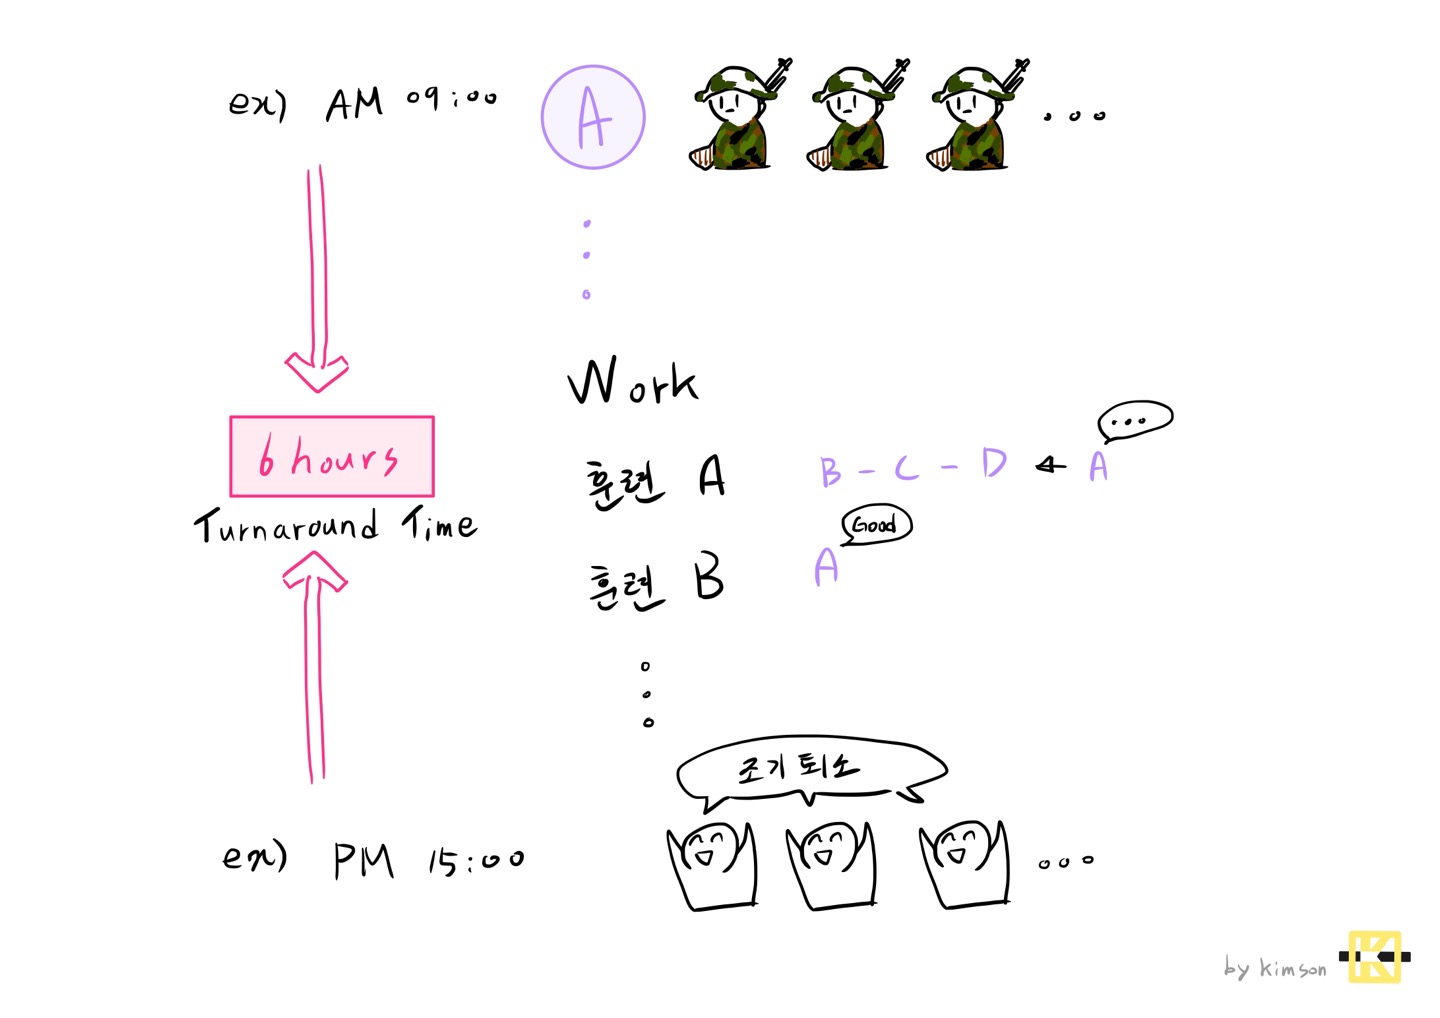 ex) AM 09:00
A
...
6 hours
Turnaround Time
Work
훈련 A
B - C - D ← A
...
훈련 B
A
Good
조기 퇴소
ex) PM 15:00
...
by kimson
K